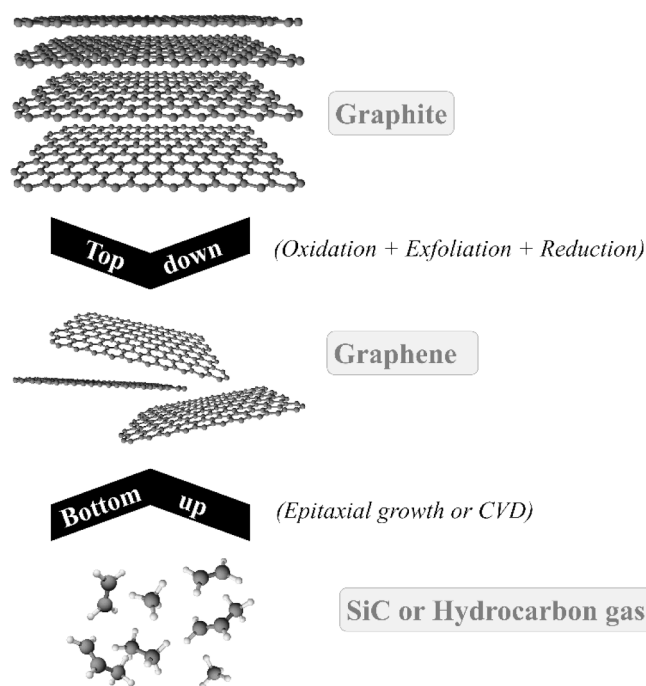 Graphite
Top down
(Oxidation + Exfoliation + Reduction)
Graphene
Bottom up
(Epitaxial growth or CVD)
SiC or Hydrocarbon gas